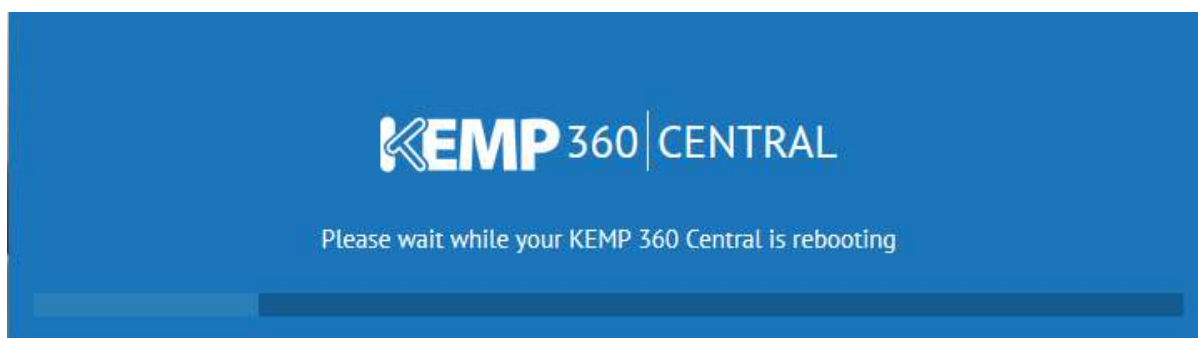 KEMP 360 CENTRAL
Please wait while your KEMP 360 Central is rebooting